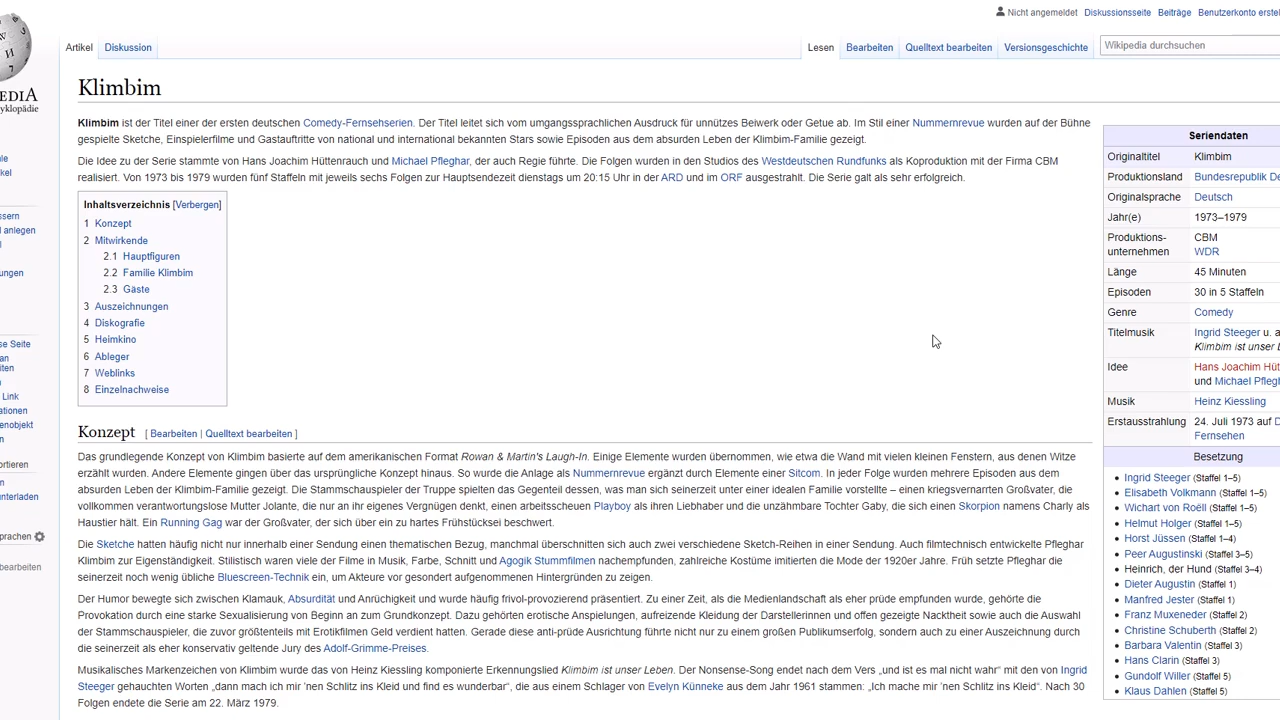 Nicht angemeldet Diskussionsseite Beiträge Benutzerkonto erstel
Artikel Diskussion Lesen Bearbeiten Quelltext bearbeiten Versionsgeschichte Wikipedia durchsuchen
Klimbim
Klimbim ist der Titel einer der ersten deutschen Comedy-Fernsehserien. Der Titel leitet sich vom umgangssprachlichen Ausdruck für unnützes Beiwerk oder Getue ab. Im Stil einer Nummernrevue wurden auf der Bühne
gespielte Sketche, Einspielerfilme und Gastauftritte von national und international bekannten Stars sowie Episoden aus dem absurden Leben der Klimbim-Familie gezeigt.
Die Idee zu der Serie stammte von Hans Joachim Hüttenrauch und Michael Pfleghar, der auch Regie führte. Die Folgen wurden in den Studios des Westdeutschen Rundfunks als Koproduktion mit der Firma CBM
realisiert. Von 1973 bis 1979 wurden fünf Staffeln mit jeweils sechs Folgen zur Hauptsendezeit dienstags um 20:15 Uhr in der ARD und im ORF ausgestrahlt. Die Serie galt als sehr erfolgreich.
Inhaltsverzeichnis [Verbergen]
1 Konzept
2 Mitwirkende
2.1 Hauptfiguren
2.2 Familie Klimbim
2.3 Gäste
3 Auszeichnungen
4 Diskografie
5 Heimkino
6 Ableger
7 Weblinks
8 Einzelnachweise
Konzept [ Bearbeiten | Quelltext bearbeiten ]
Das grundlegende Konzept von Klimbim basierte auf dem amerikanischen Format Rowan & Martin's Laugh-In. Einige Elemente wurden übernommen, wie etwa die Wand mit vielen kleinen Fenstern, aus denen Witze
erzählt wurden. Andere Elemente gingen über das ursprüngliche Konzept hinaus. So wurde die Anlage als Nummernrevue ergänzt durch Elemente einer Sitcom. In jeder Folge wurden mehrere Episoden aus dem
absurden Leben der Klimbim-Familie gezeigt. Die Stammschauspieler der Truppe spielten das Gegenteil dessen, was man sich seinerzeit unter einer idealen Familie vorstellte – einen kriegsvernarrten Großvater, die
vollkommen verantwortungslose Mutter Jolante, die nur an ihr eigenes Vergnügen denkt, einen arbeitsscheuen Playboy als ihren Liebhaber und die unzähmbare Tochter Gaby, die sich einen Skorpion namens Charly als
Haustier hält. Ein Running Gag war der Großvater, der sich über ein zu hartes Frühstücksei beschwert.
Die Sketche hatten häufig nicht nur innerhalb einer Sendung einen thematischen Bezug, manchmal überschnitten sich auch zwei verschiedene Sketch-Reihen in einer Sendung. Auch filmtechnisch entwickelte Pfleghar
Klimbim zur Eigenständigkeit. Stilistisch waren viele der Filme in Musik, Farbe, Schnitt und Agogik Stummfilmen nachempfunden, zahlreiche Kostüme imitierten die Mode der 1920er Jahre. Früh setzte Pfleghar die
seinerzeit noch wenig übliche Bluescreen-Technik ein, um Akteure vor gesondert aufgenommenen Hintergründen zu zeigen.
Der Humor bewegte sich zwischen Klamauk, Absurdität und Anrüchigkeit und wurde häufig frivol-provozierend präsentiert. Zu einer Zeit, als die Medienlandschaft als eher prüde empfunden wurde, gehörte die
Provokation durch eine starke Sexualisierung von Beginn an zum Grundkonzept. Dazu gehörten erotische Anspielungen, aufreizende Kleidung der Darstellerinnen und offen gezeigte Nacktheit sowie auch die Auswahl
der Stammschauspieler, die zuvor größtenteils mit Erotikfilmen Geld verdient hatten. Gerade diese anti-prüde Ausrichtung führte nicht nur zu einem großen Publikumserfolg, sondern auch zu einer Auszeichnung durch
die seinerzeit als eher konservativ geltende Jury des Adolf-Grimme-Preises.
Musikalisches Markenzeichen von Klimbim wurde das von Heinz Kiessling komponierte Erkennungslied Klimbim ist unser Leben. Der Nonsense-Song endet nach dem Vers „und ist es mal nicht wahr“ mit den von Ingrid
Steeger gehauchten Worten „dann mach ich mir 'nen Schlitz ins Kleid und find es wunderbar“, die aus einem Schlager von Evelyn Künneke aus dem Jahr 1961 stammen: „Ich mache mir 'nen Schlitz ins Kleid“. Nach 30
Folgen endete die Serie am 22. März 1979.
Seriendaten
Originaltitel Klimbim
Produktionsland Bundesrepublik De
Originalsprache Deutsch
Jahr(e) 1973–1979
Produktions-
unternehmen
CBM
WDR
Länge 45 Minuten
Episoden 30 in 5 Staffeln
Genre Comedy
Titelmusik Ingrid Steeger u. a
Klimbim ist unser L
Idee Hans Joachim Hüt
und Michael Pflegh
Musik Heinz Kiessling
Erstausstrahlung 24. Juli 1973 auf D
Fernsehen
Besetzung
Ingrid Steeger (Staffel 1–5)
Elisabeth Volkmann (Staffel 1–5)
Wichart von Roëll (Staffel 1–5)
Helmut Holger (Staffel 1–5)
Horst Jüssen (Staffel 1–4)
Peer Augustinski (Staffel 3–5)
Heinrich, der Hund (Staffel 3–4)
Dieter Augustin (Staffel 1)
Manfred Jester (Staffel 1)
Franz Muxeneder (Staffel 2)
Christine Schuberth (Staffel 2)
Barbara Valentin (Staffel 3)
Hans Clarin (Staffel 3)
Gundolf Willer (Staffel 5)
Klaus Dahlen (Staffel 5)